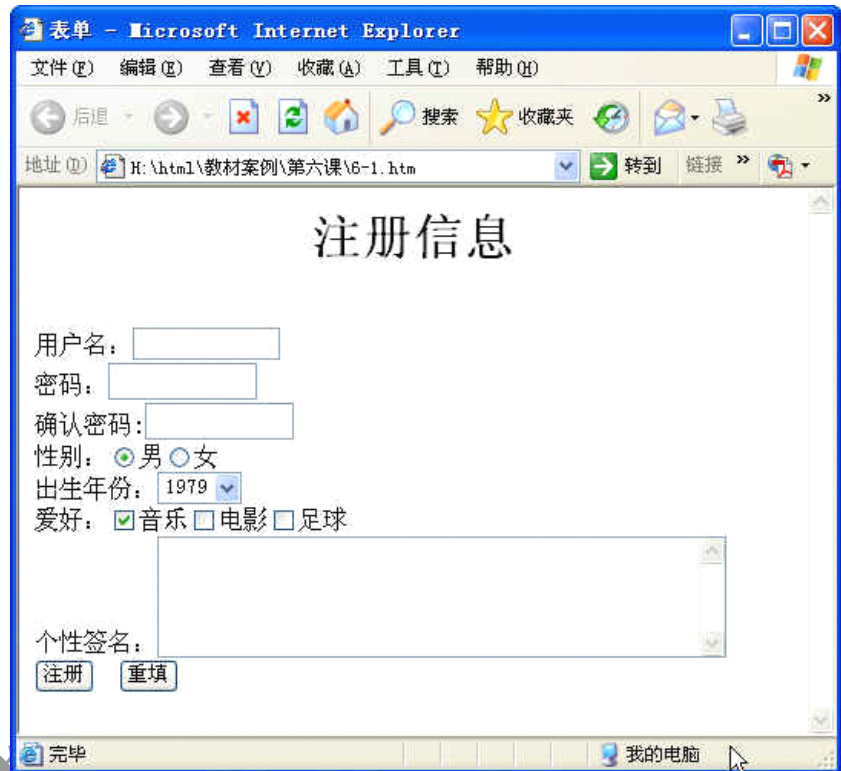 表单 - Microsoft Internet Explorer
文件(F) 编辑(E) 查看(V) 收藏(A) 工具(T) 帮助(H)
后退 搜索 收藏夹 »
地址(D) H:\html\教材案例\第六课\6-1.htm 转到 链接 »
注册信息
用户名：
密码：
确认密码:
性别： 男 女
出生年份： 1979
爱好： 音乐 电影 足球
个性签名：
注册 重填
完毕 我的电脑